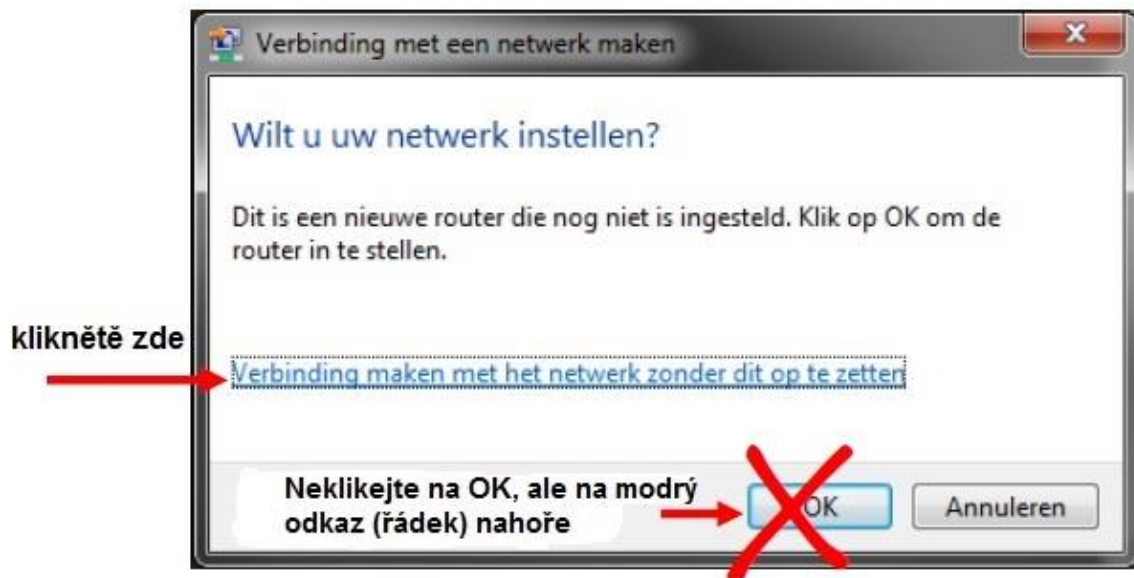 Verbinding met een netwerk maken
Wilt u uw netwerk instellen?
Dit is een nieuwe router die nog niet is ingesteld. Klik op OK om de
router in te stellen.
kliknětě zde
Verbinding maken met het netwerk zonder dit op te zetten
Neklikejte na OK, ale na modrý
odkaz (řádek) nahoře
OK
Annuleren